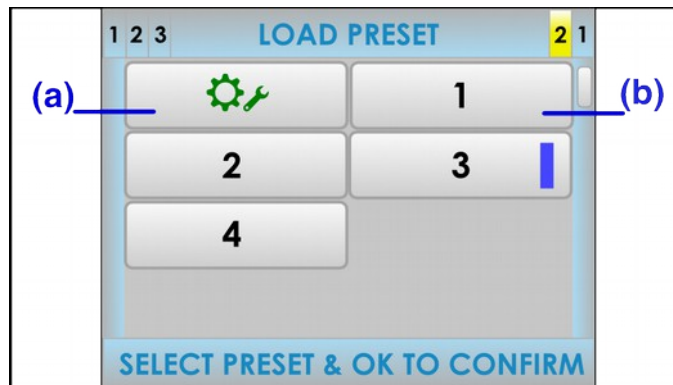 1 2 3 LOAD PRESET 2 1
(a) 1 (b)
2 3
4
SELECT PRESET & OK TO CONFIRM